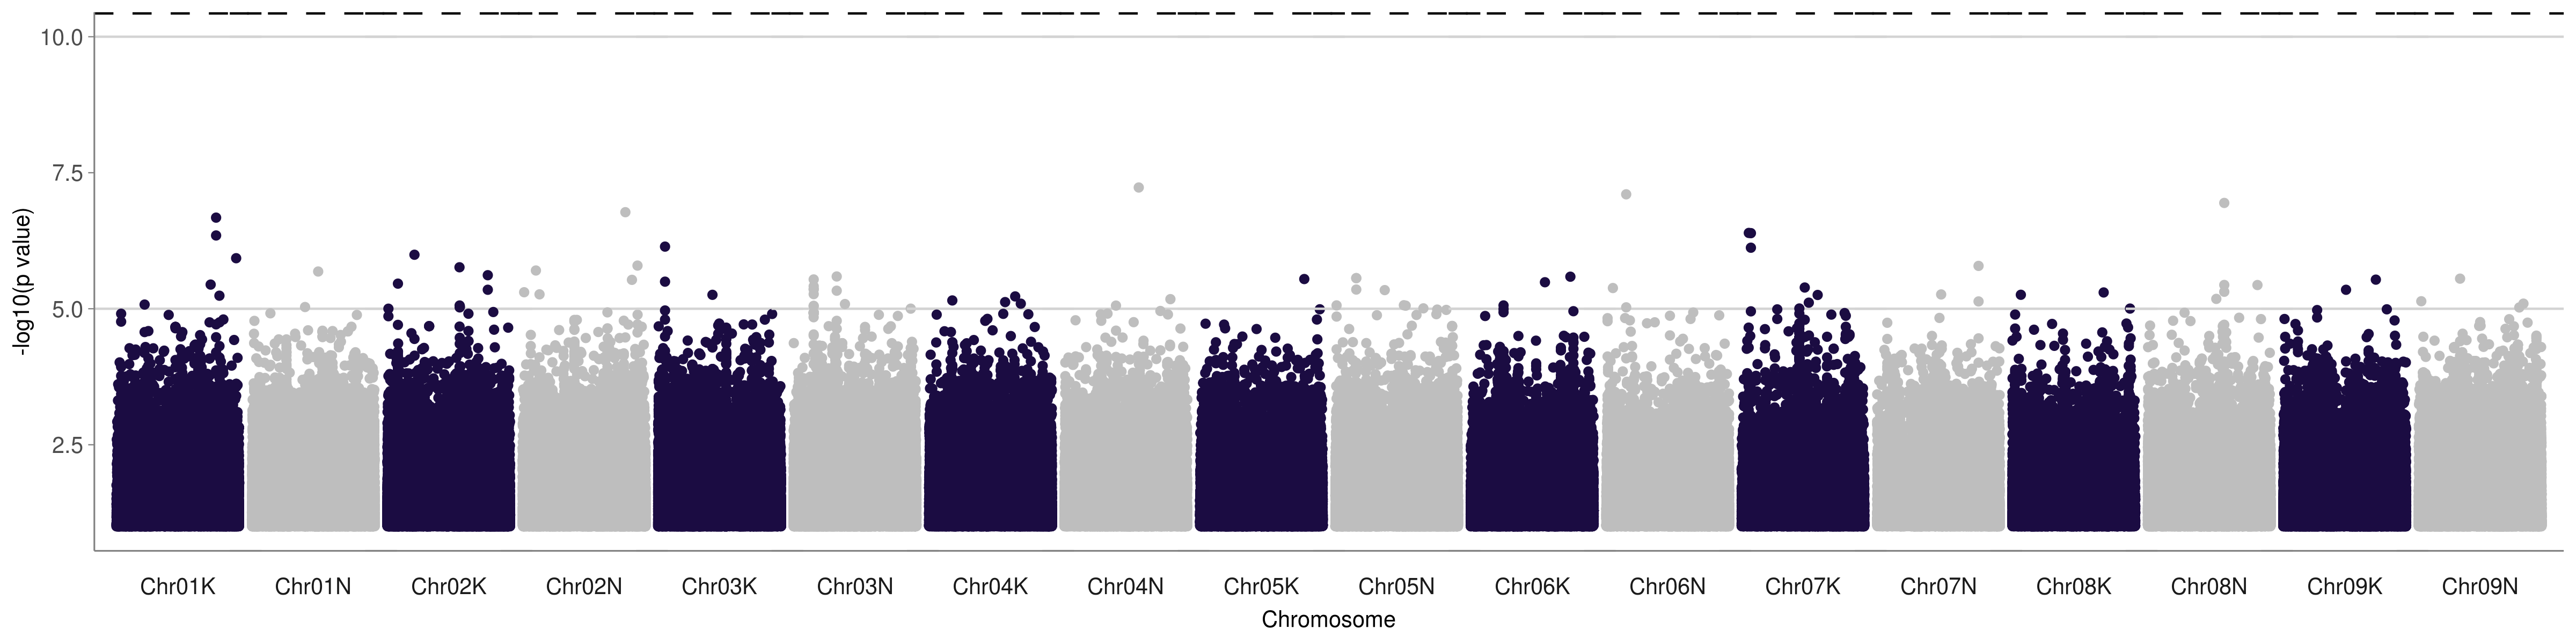 10.0
7.5
5.0
2.5
-log10(p value)
Chr01K Chr01N Chr02K Chr02N Chr03K Chr03N Chr04K Chr04N Chr05K Chr05N Chr06K Chr06N Chr07K Chr07N Chr08K Chr08N Chr09K Chr09N
Chromosome